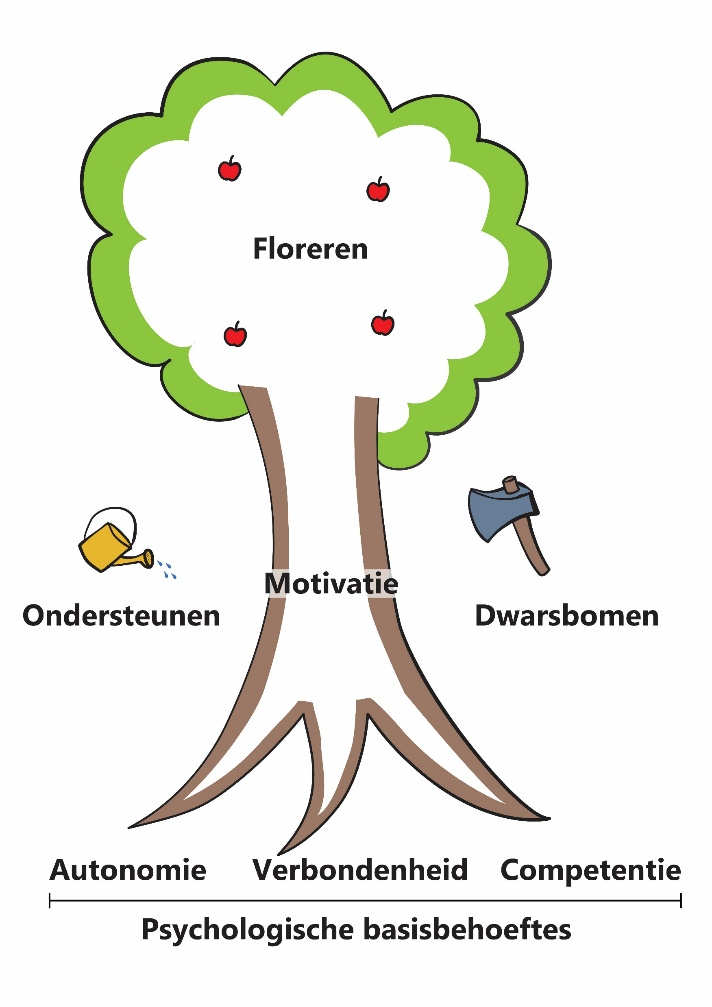 Floreren
Motivatie
Ondersteunen
Dwarsbomen
Autonomie
Verbondenheid
Competentie
Psychologische basisbehoeftes